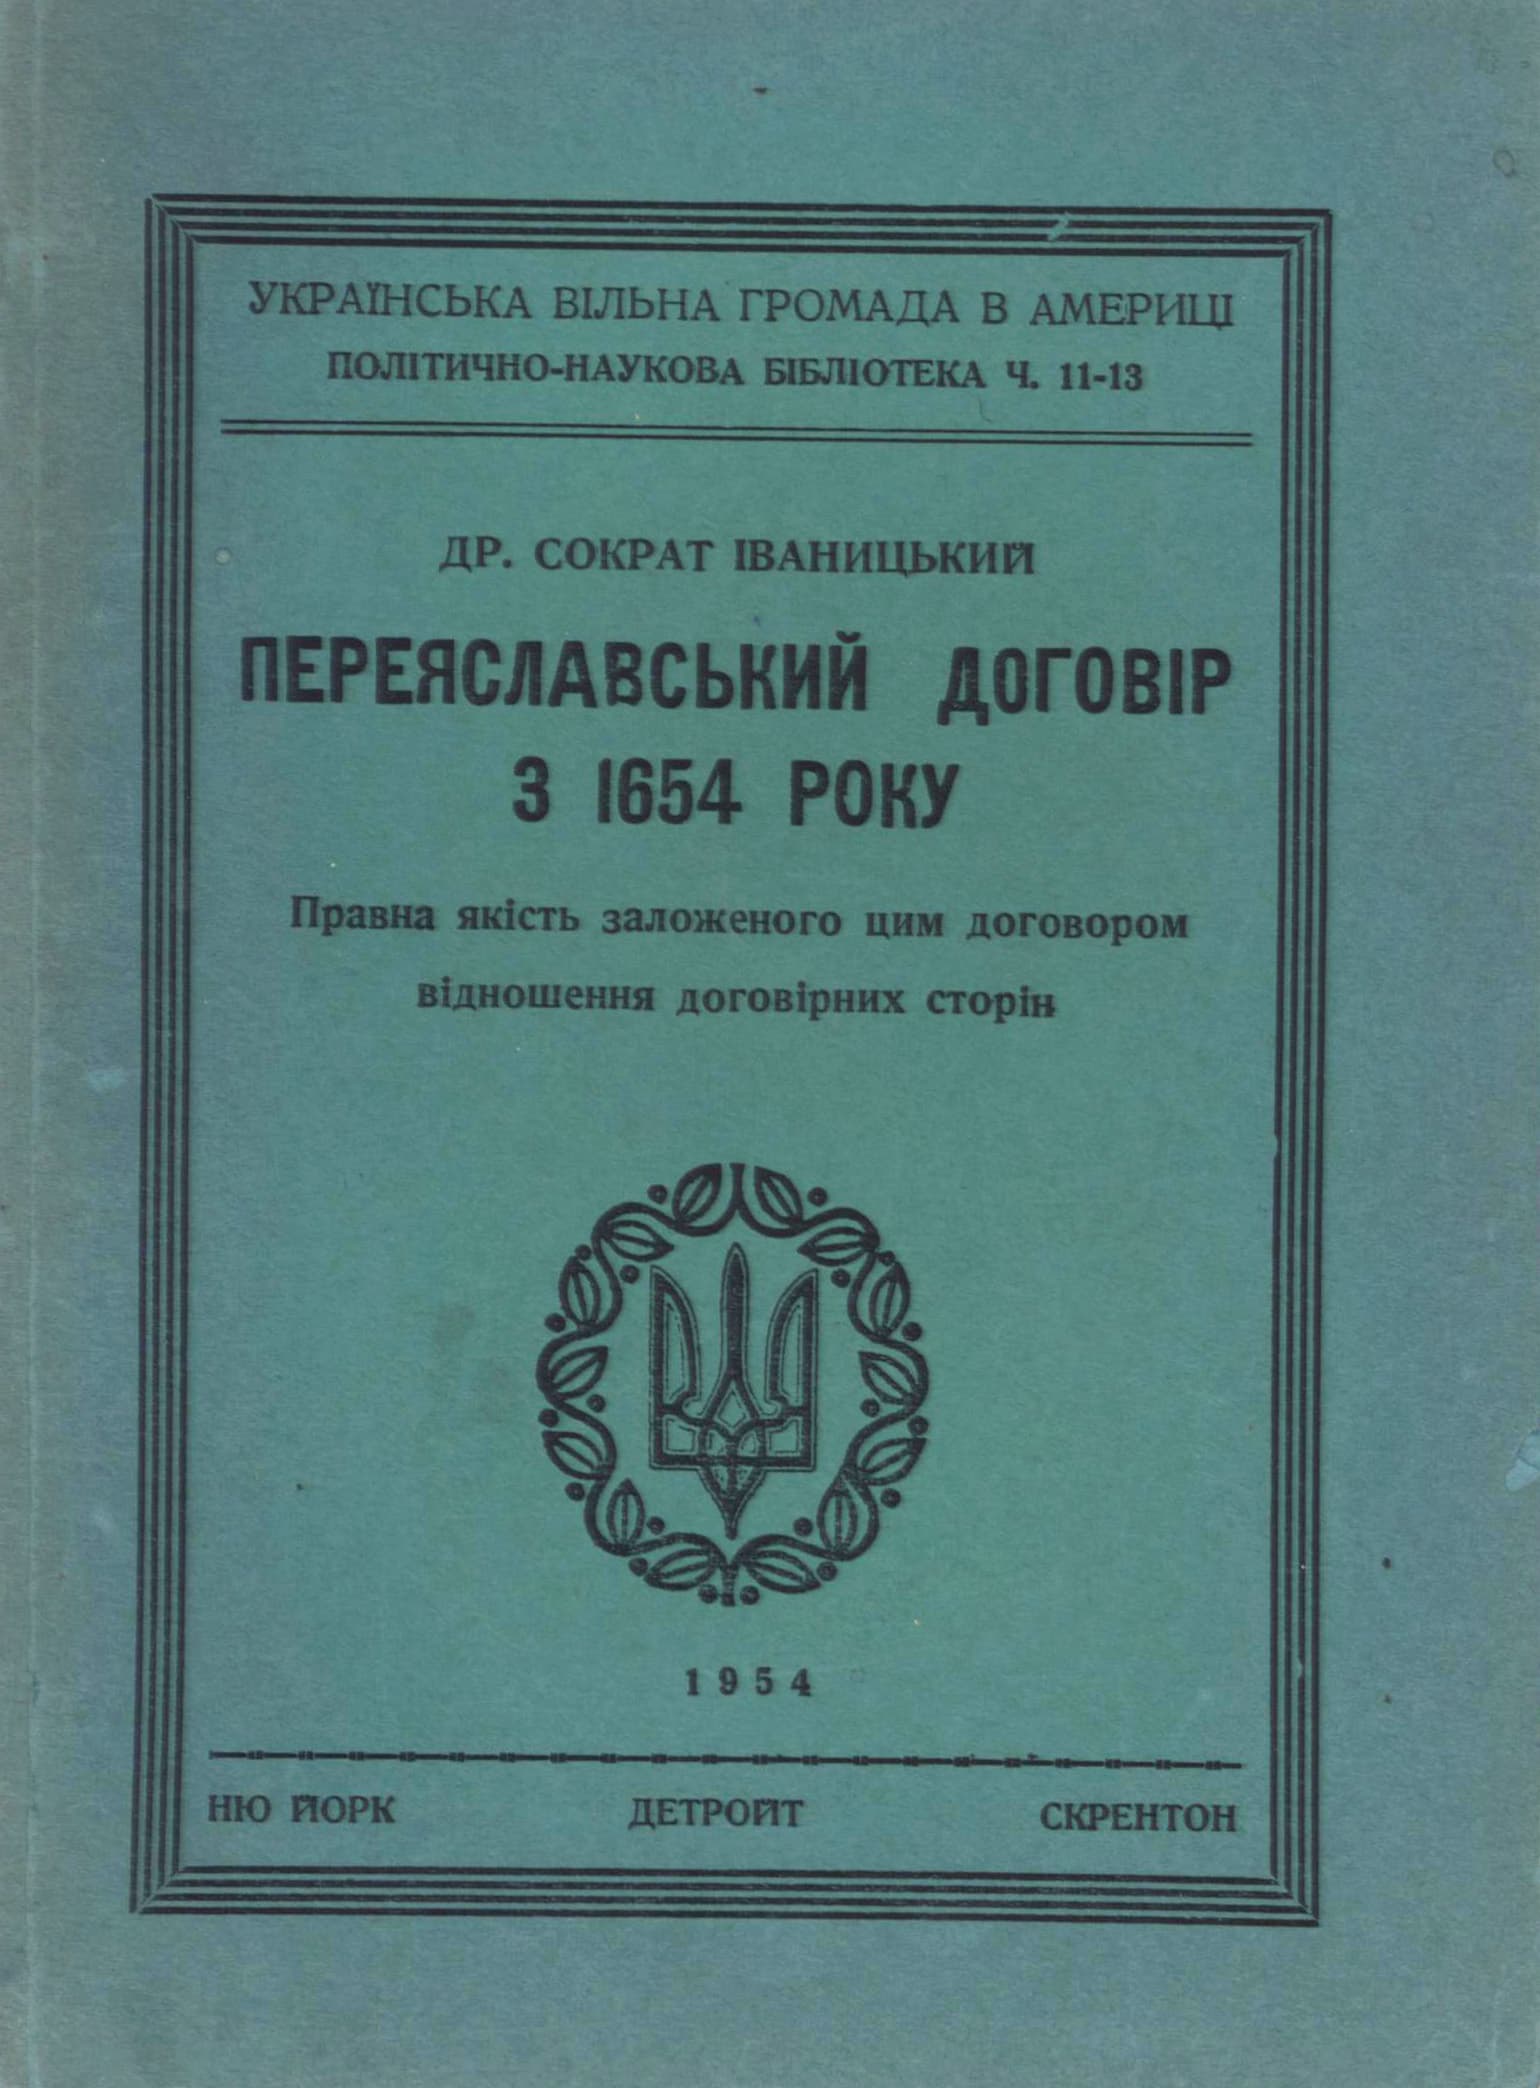 УКРАЇНСЬКА ВІЛЬНА ГРОМАДА В АМЕРИЦІ
ПОЛІТИЧНО-НАУКОВА БІБЛІОТЕКА Ч. 11-13
ДР. СОКРАТ ІВАНИЦЬКИЙ
ПЕРЕЯСЛАВСЬКИЙ ДОГОВІР
З 1654 РОКУ
Правна якість заложеного цим договором
відношення договірних сторін
1954
НЮ ЙОРК ДЕТРОЙТ СКРЕНТОН